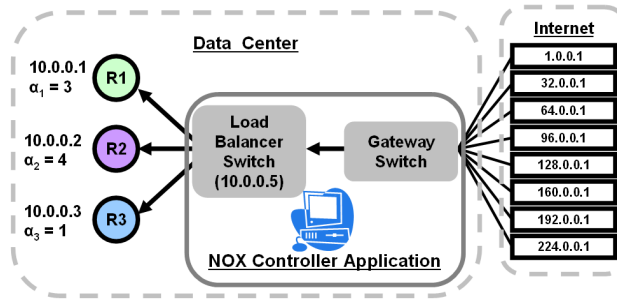 Data Center
Internet
10.0.0.1
α1 = 3
R1
10.0.0.2
α2 = 4
R2
10.0.0.3
α3 = 1
R3
Load
Balancer
Switch
(10.0.0.5)
Gateway
Switch
NOX Controller Application
1.0.0.1
32.0.0.1
64.0.0.1
96.0.0.1
128.0.0.1
160.0.0.1
192.0.0.1
224.0.0.1